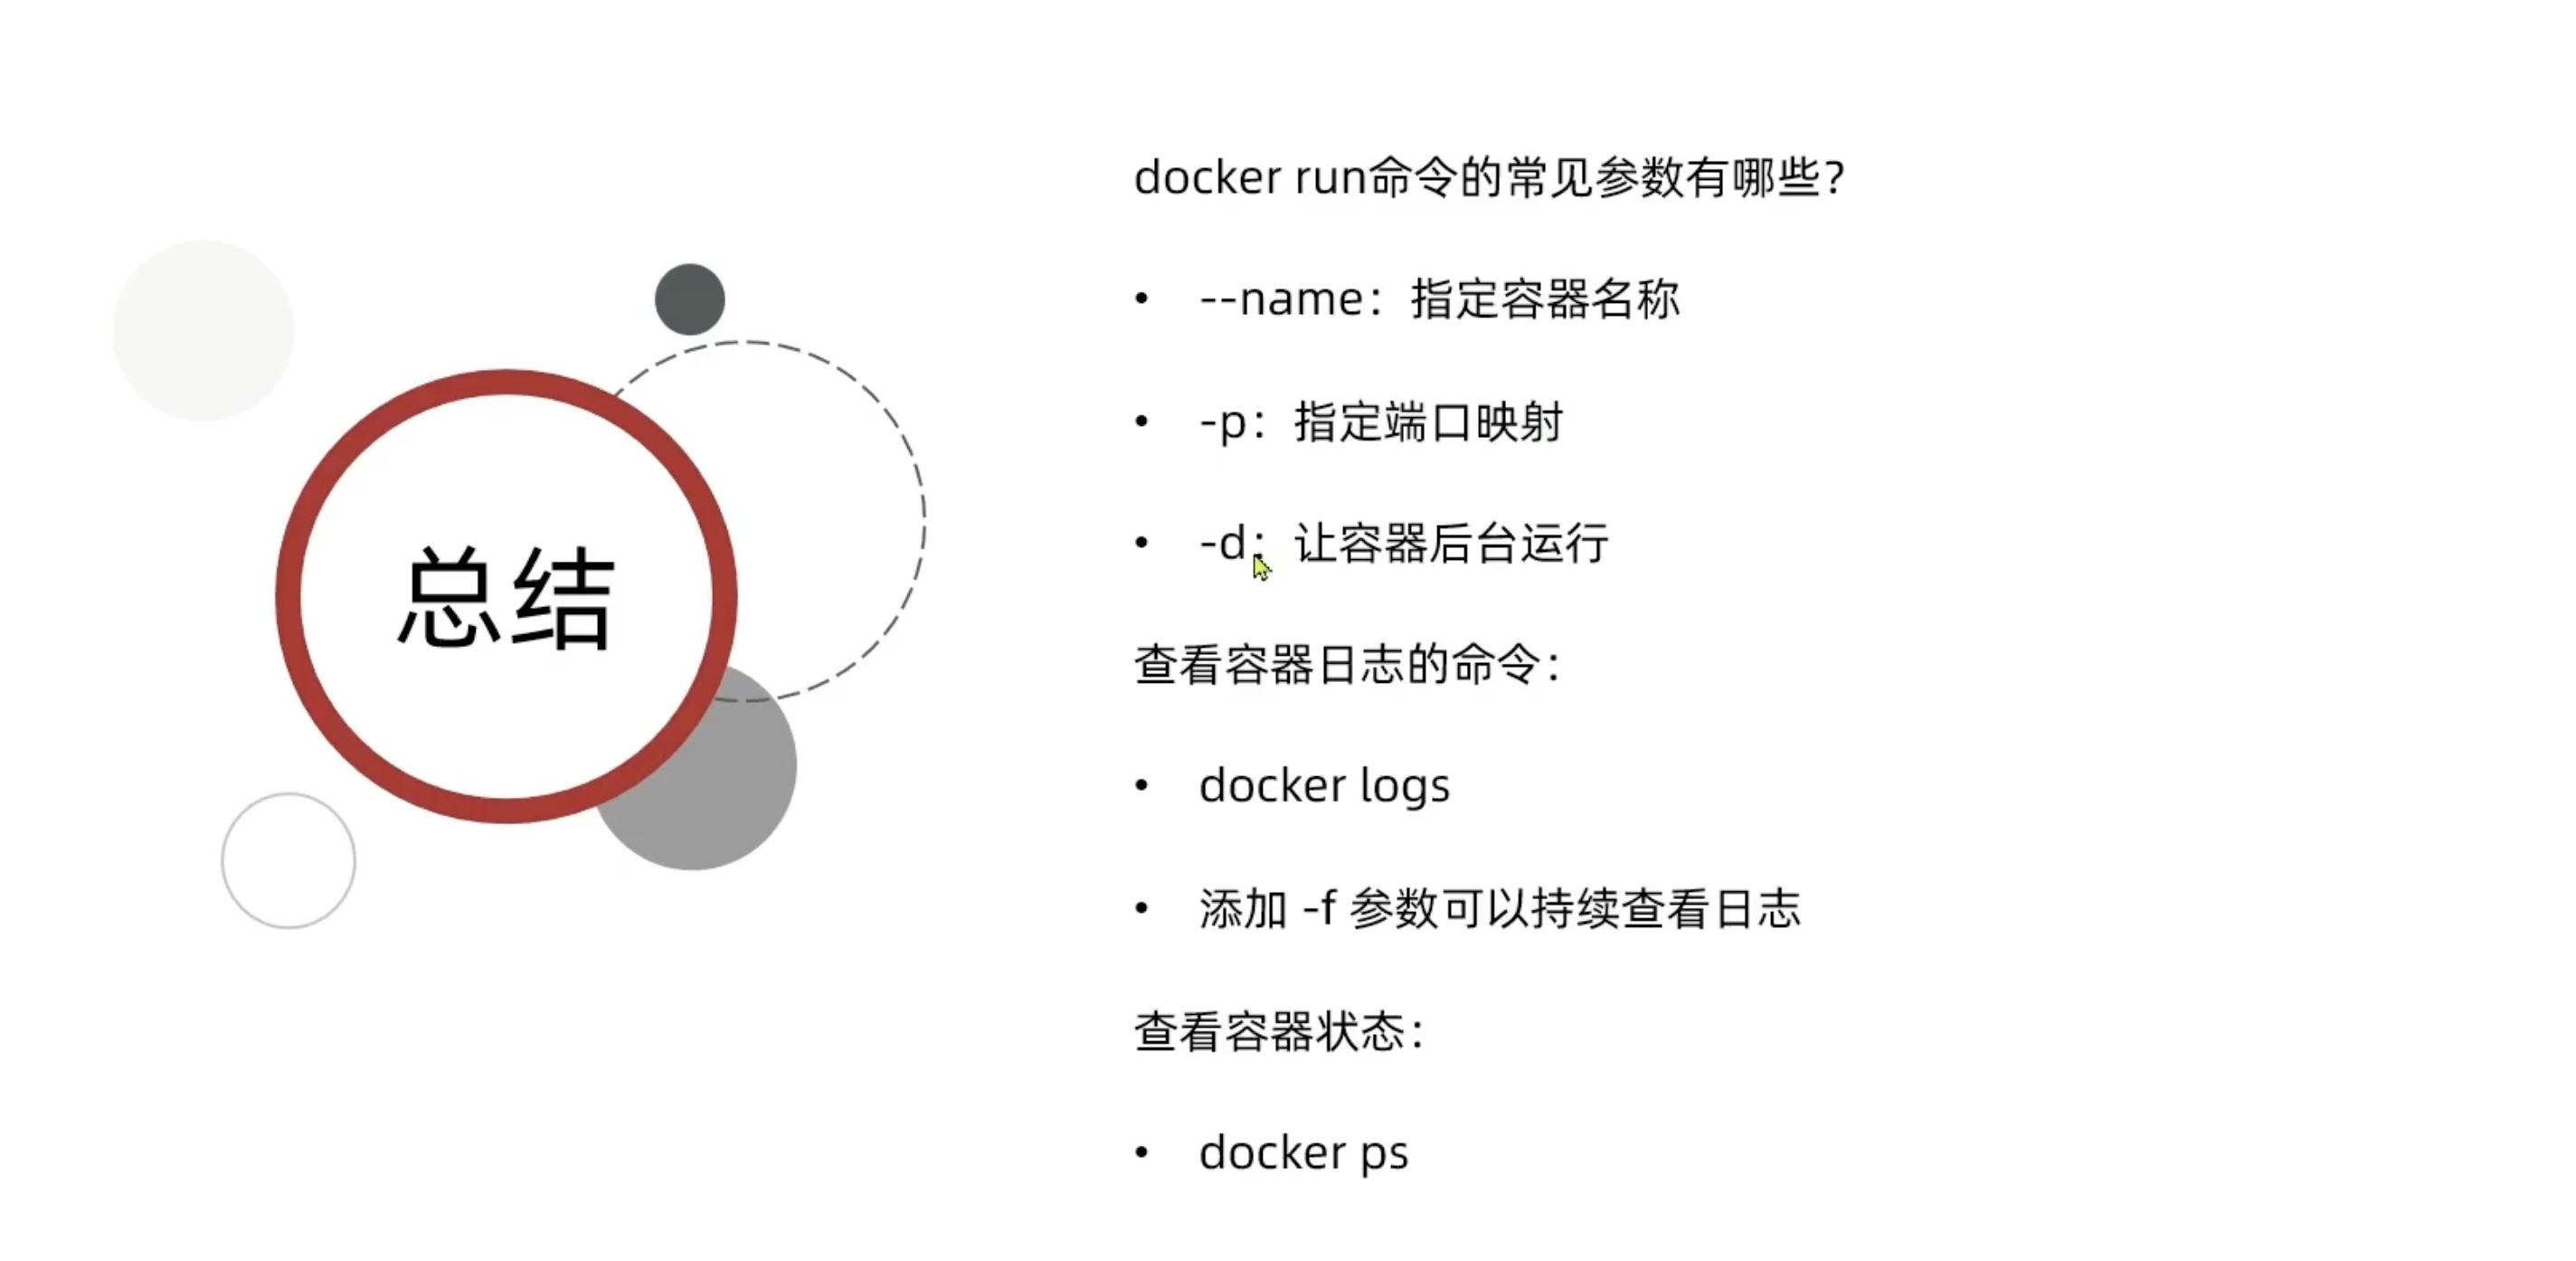 总结
docker run命令的常见参数有哪些？
• --name：指定容器名称
• -p：指定端口映射
• -d：让容器后台运行
查看容器日志的命令：
• docker logs
• 添加 -f 参数可以持续查看日志
查看容器状态：
• docker ps